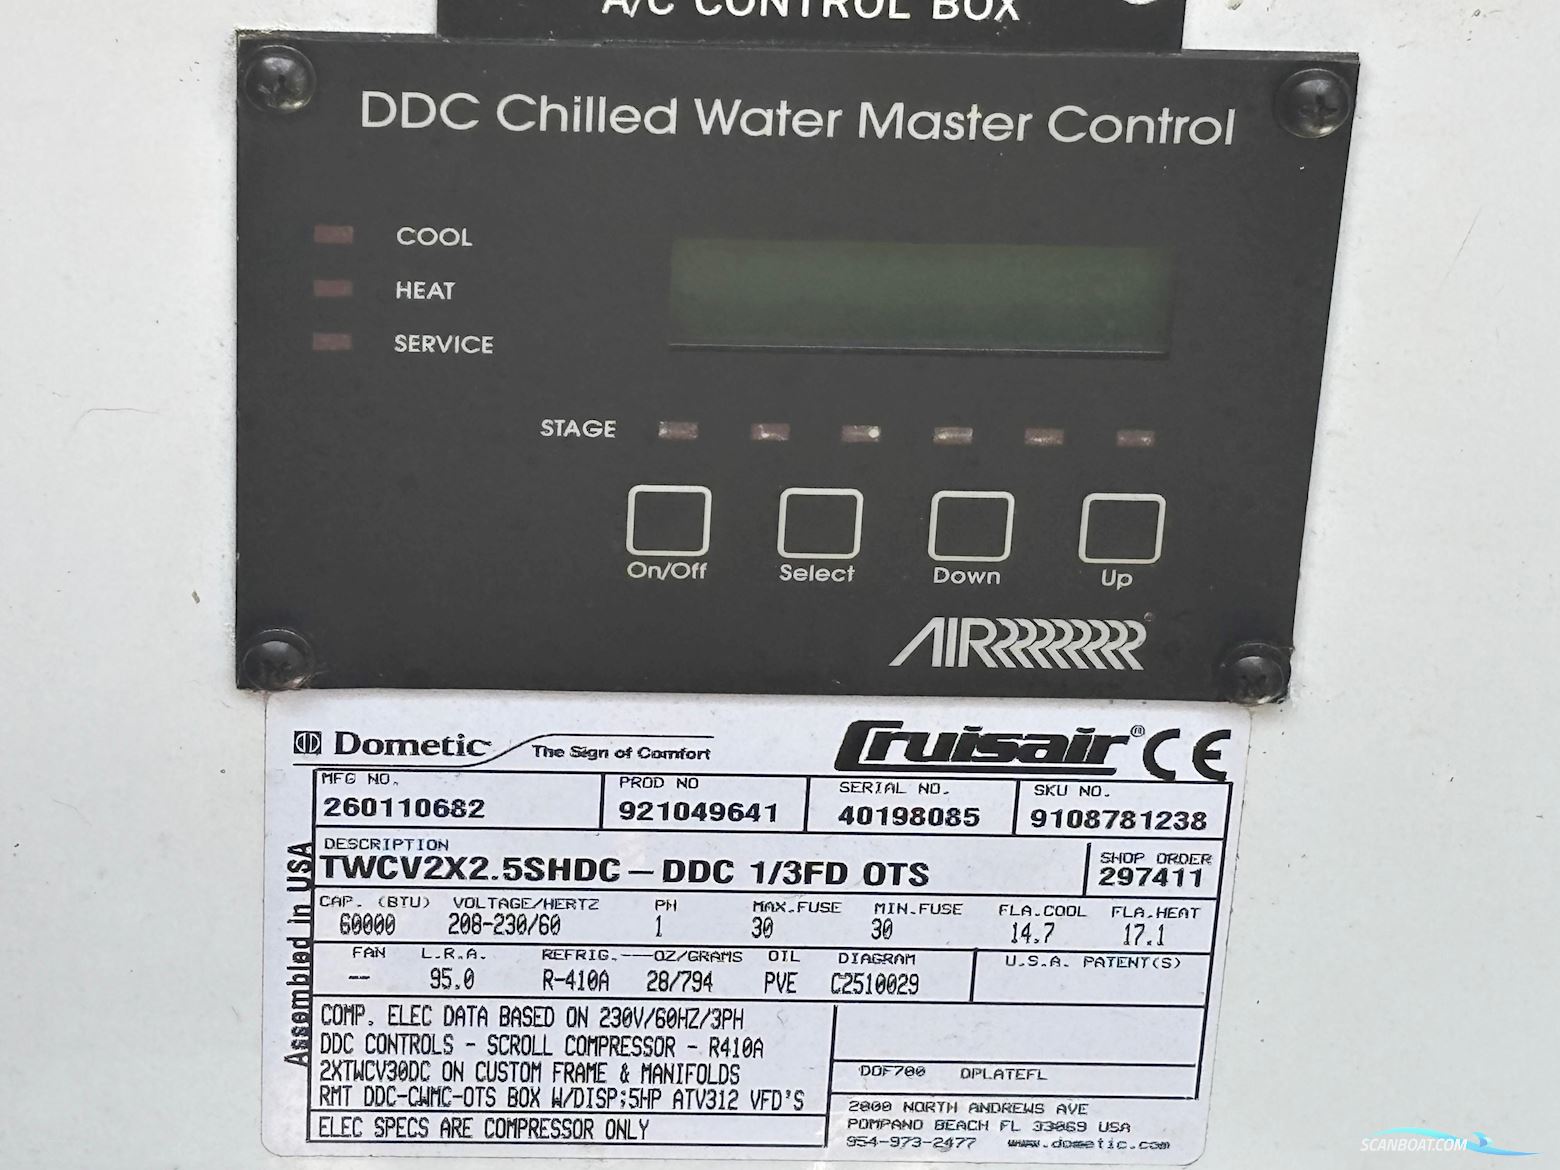 A/C CONTROL BOX
DDC Chilled Water Master Control
COOL
HEAT
SERVICE
STAGE
On/Off Select Down Up
AIRRRRRRRR
Dometic The Sign of Comfort Cruisair® CE
MFG NO. PROD NO SERIAL NO. SKU NO.
260110682 921049641 40198085 9108781238
DESCRIPTION SHOP ORDER
TWCV2X2.5SHDC – DDC 1/3FD OTS 297411
CAP. (BTU) VOLTAGE/HERTZ PH MAX.FUSE MIN.FUSE FLA.COOL FLA.HEAT
60000 208-230/60 1 30 30 14.7 17.1
FAN L.R.A. REFRIG.---OZ/GRAMS OIL DIAGRAM U.S.A. PATENT(S)
-- 95.0 R-410A 28/794 PVE C2510029
COMP. ELEC DATA BASED ON 230V/60HZ/3PH
DDC CONTROLS - SCROLL COMPRESSOR - R410A
2XTWCV30DC ON CUSTOM FRAME & MANIFOLDS
RMT DDC-CWMC-OTS BOX W/DISP;5HP ATV312 VFD'S
ELEC SPECS ARE COMPRESSOR ONLY
DOF700 DPLATEFL
2000 NORTH ANDREWS AVE
POMPANO BEACH FL 33069 USA
954-973-2477 www.dometic.com
Assembled in USA
SCANBOAT.COM